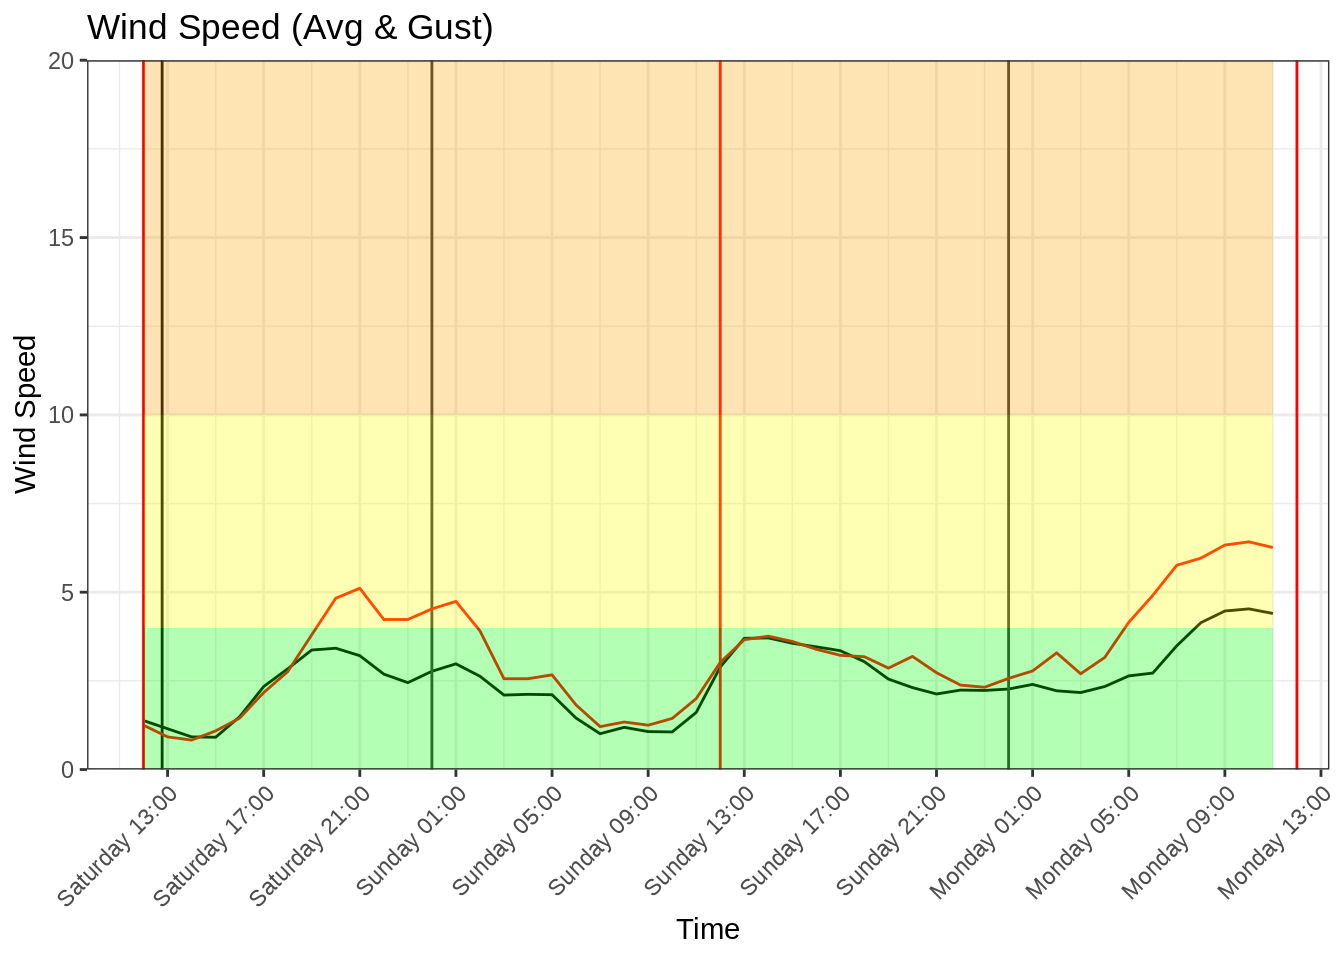 Wind Speed (Avg & Gust)
20
15
10
5
0
Wind Speed
Saturday 13:00
Saturday 17:00
Saturday 21:00
Sunday 01:00
Sunday 05:00
Sunday 09:00
Sunday 13:00
Sunday 17:00
Sunday 21:00
Monday 01:00
Monday 05:00
Monday 09:00
Monday 13:00
Time